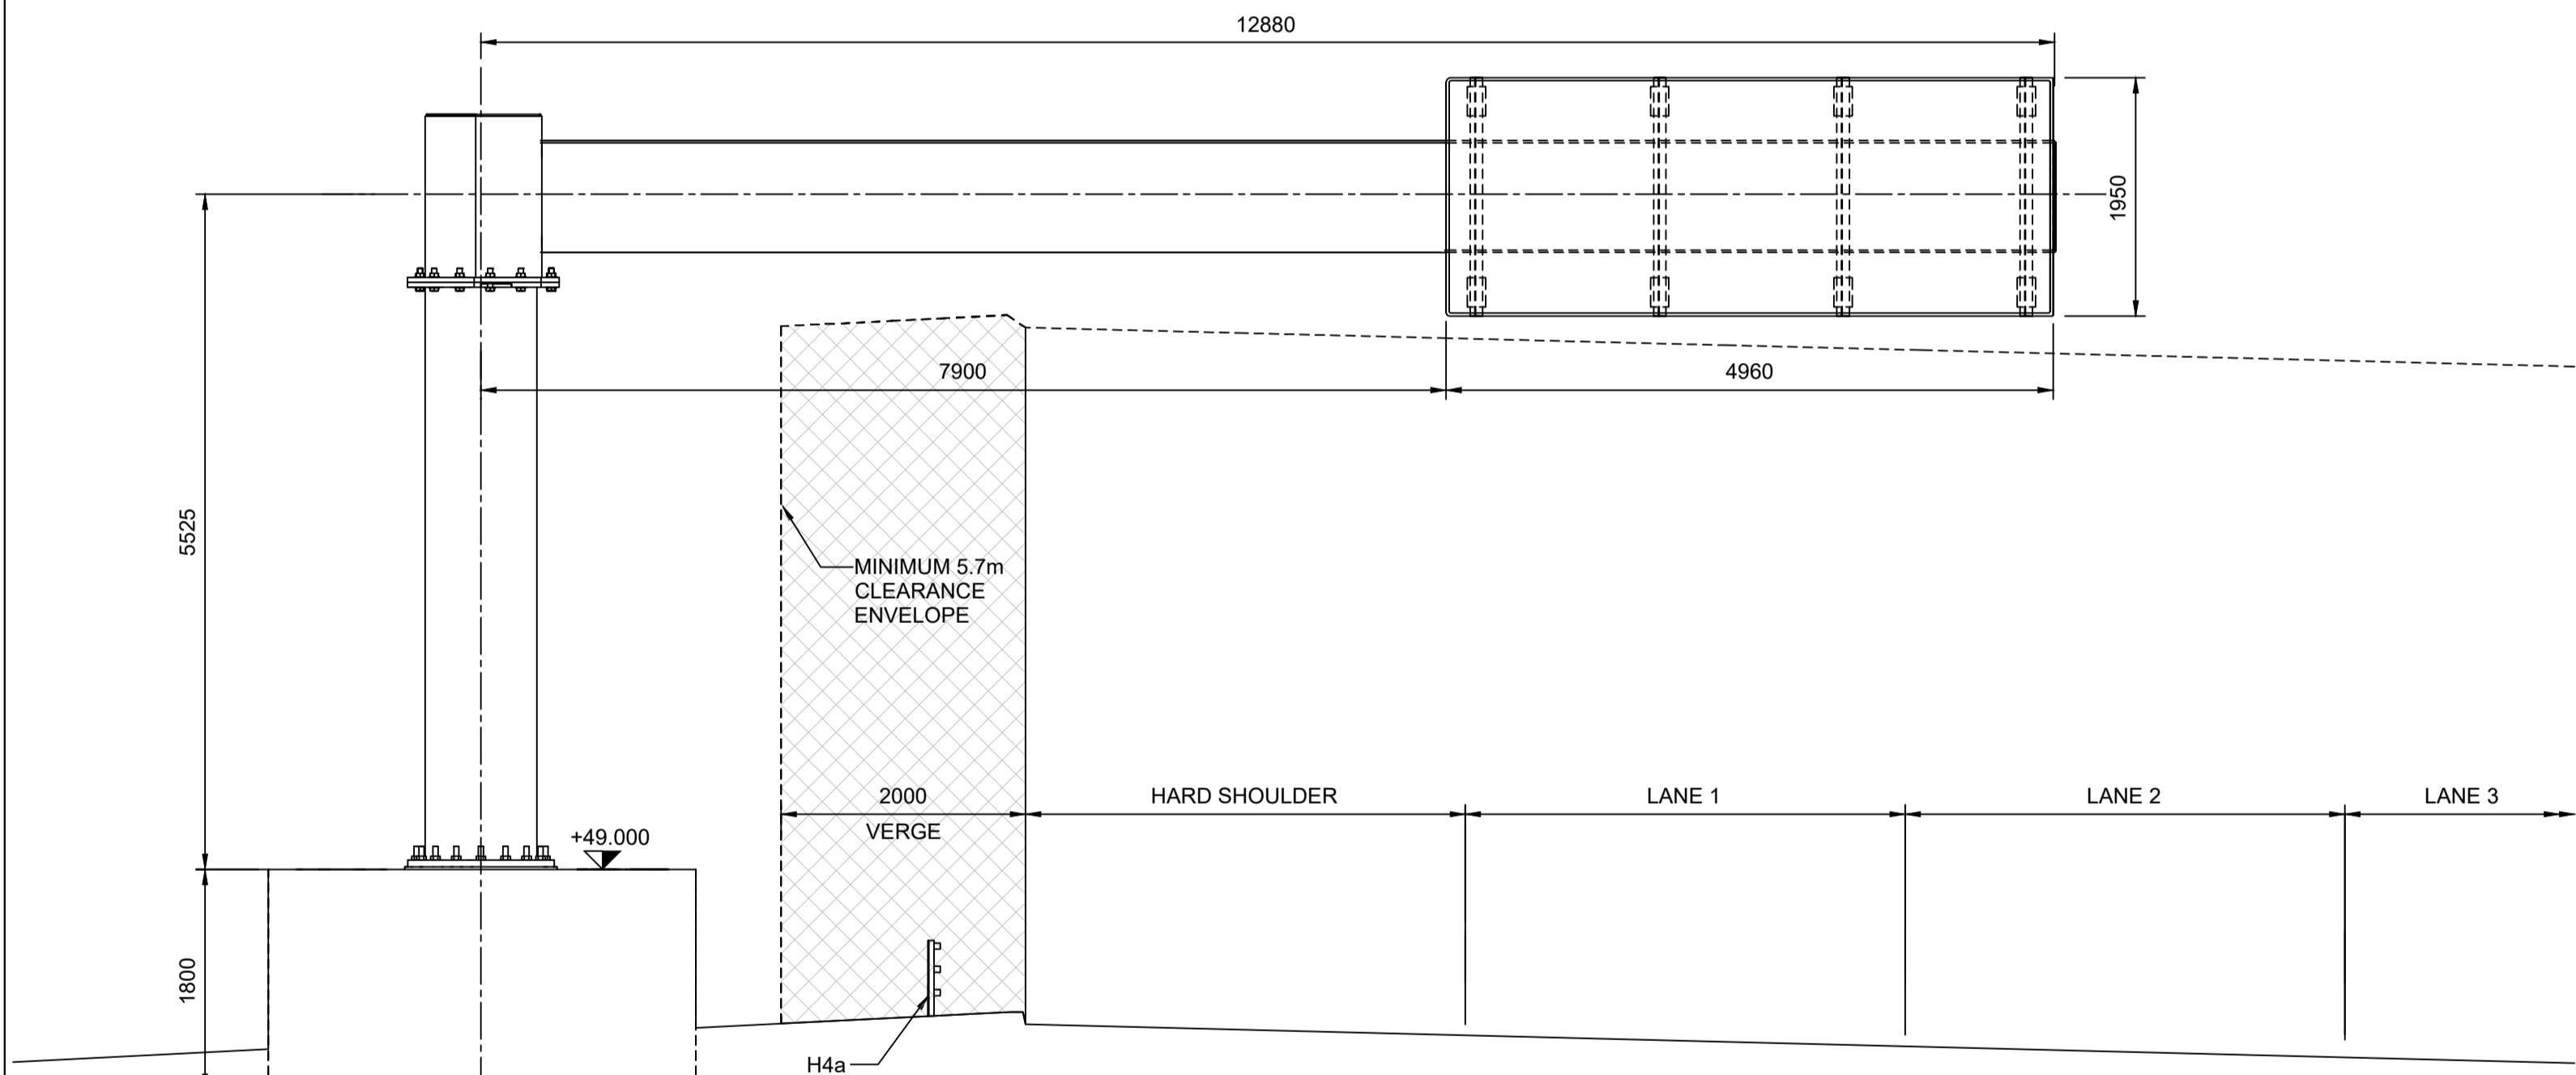 12880
1950
7900
4960
5525
MINIMUM 5.7m
CLEARANCE
ENVELOPE
2000
VERGE
HARD SHOULDER
LANE 1
LANE 2
LANE 3
+49.000
1800
H4a